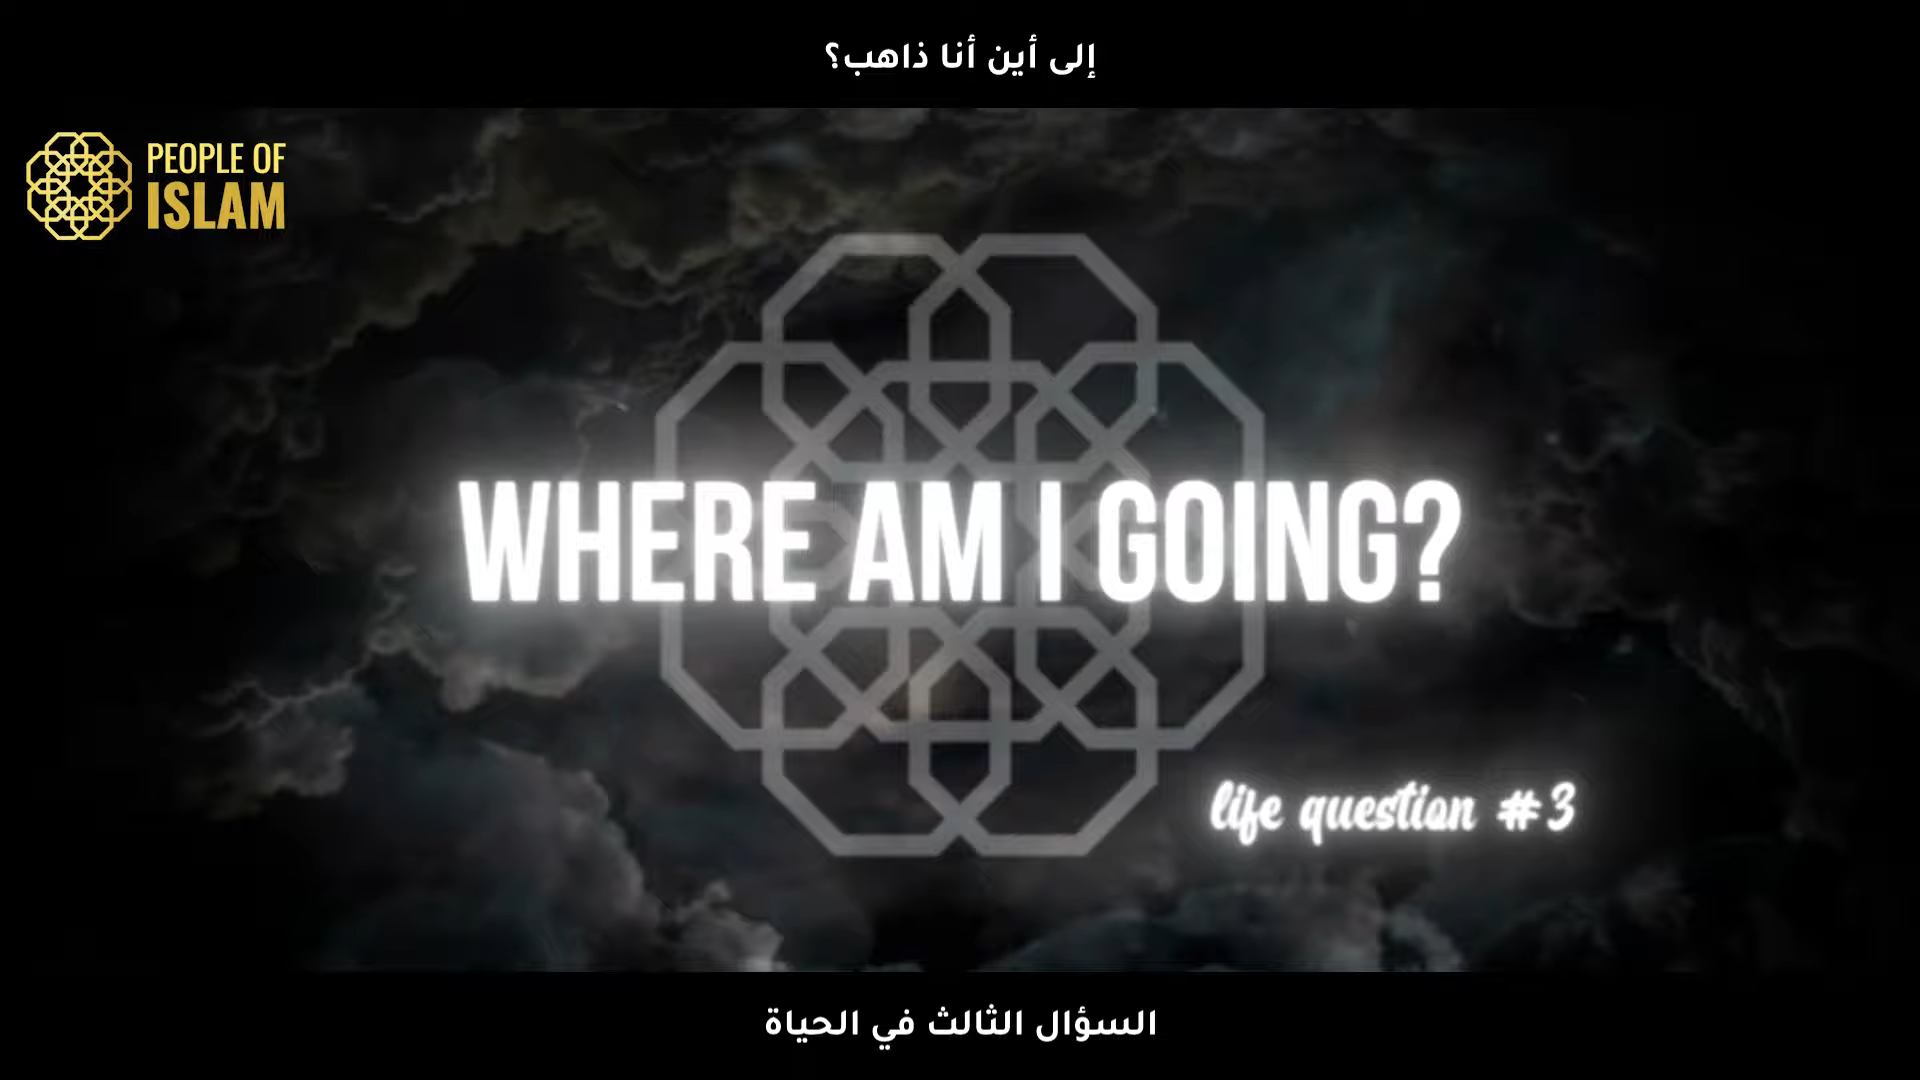 إلى أين أنا ذاهب؟
PEOPLE OF
ISLAM
WHERE AM I GOING?
life question #3
السؤال الثالث في الحياة